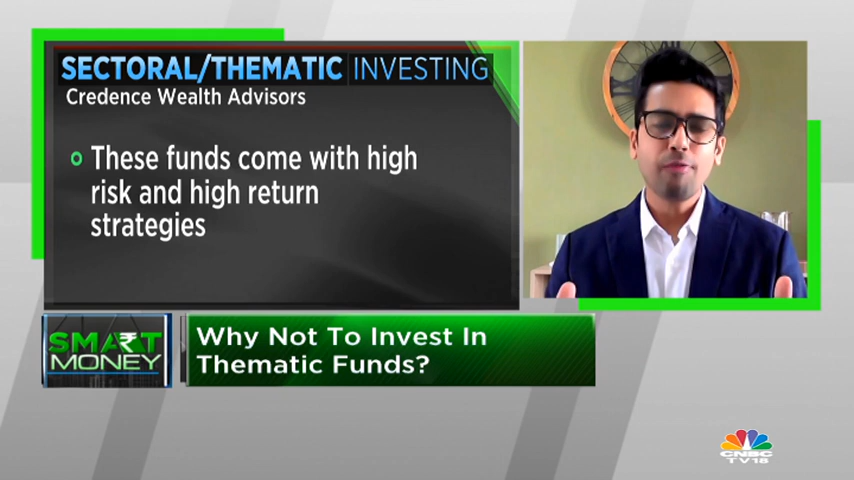 SECTORAL/THEMATIC INVESTING
Credence Wealth Advisors
These funds come with high
risk and high return
strategies
SMA₹T
MONEY
Why Not To Invest In
Thematic Funds?
CNBC
TV18